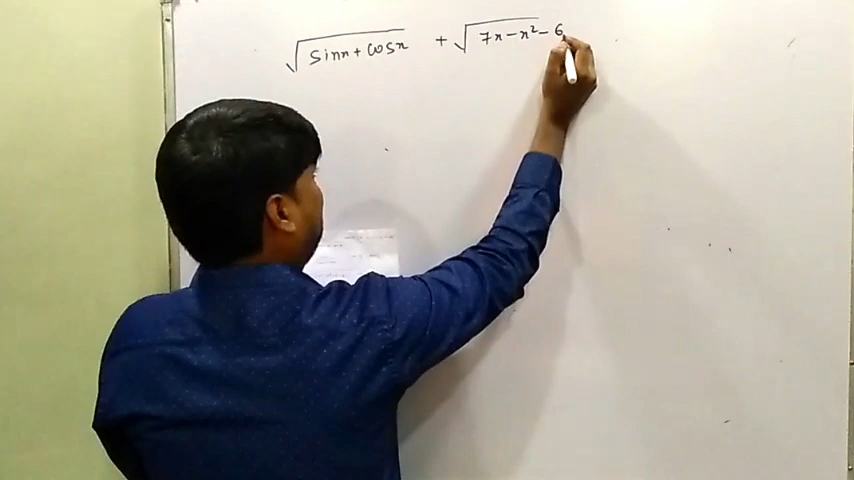 √(sinx + cosx) + √(7x - x² - 6